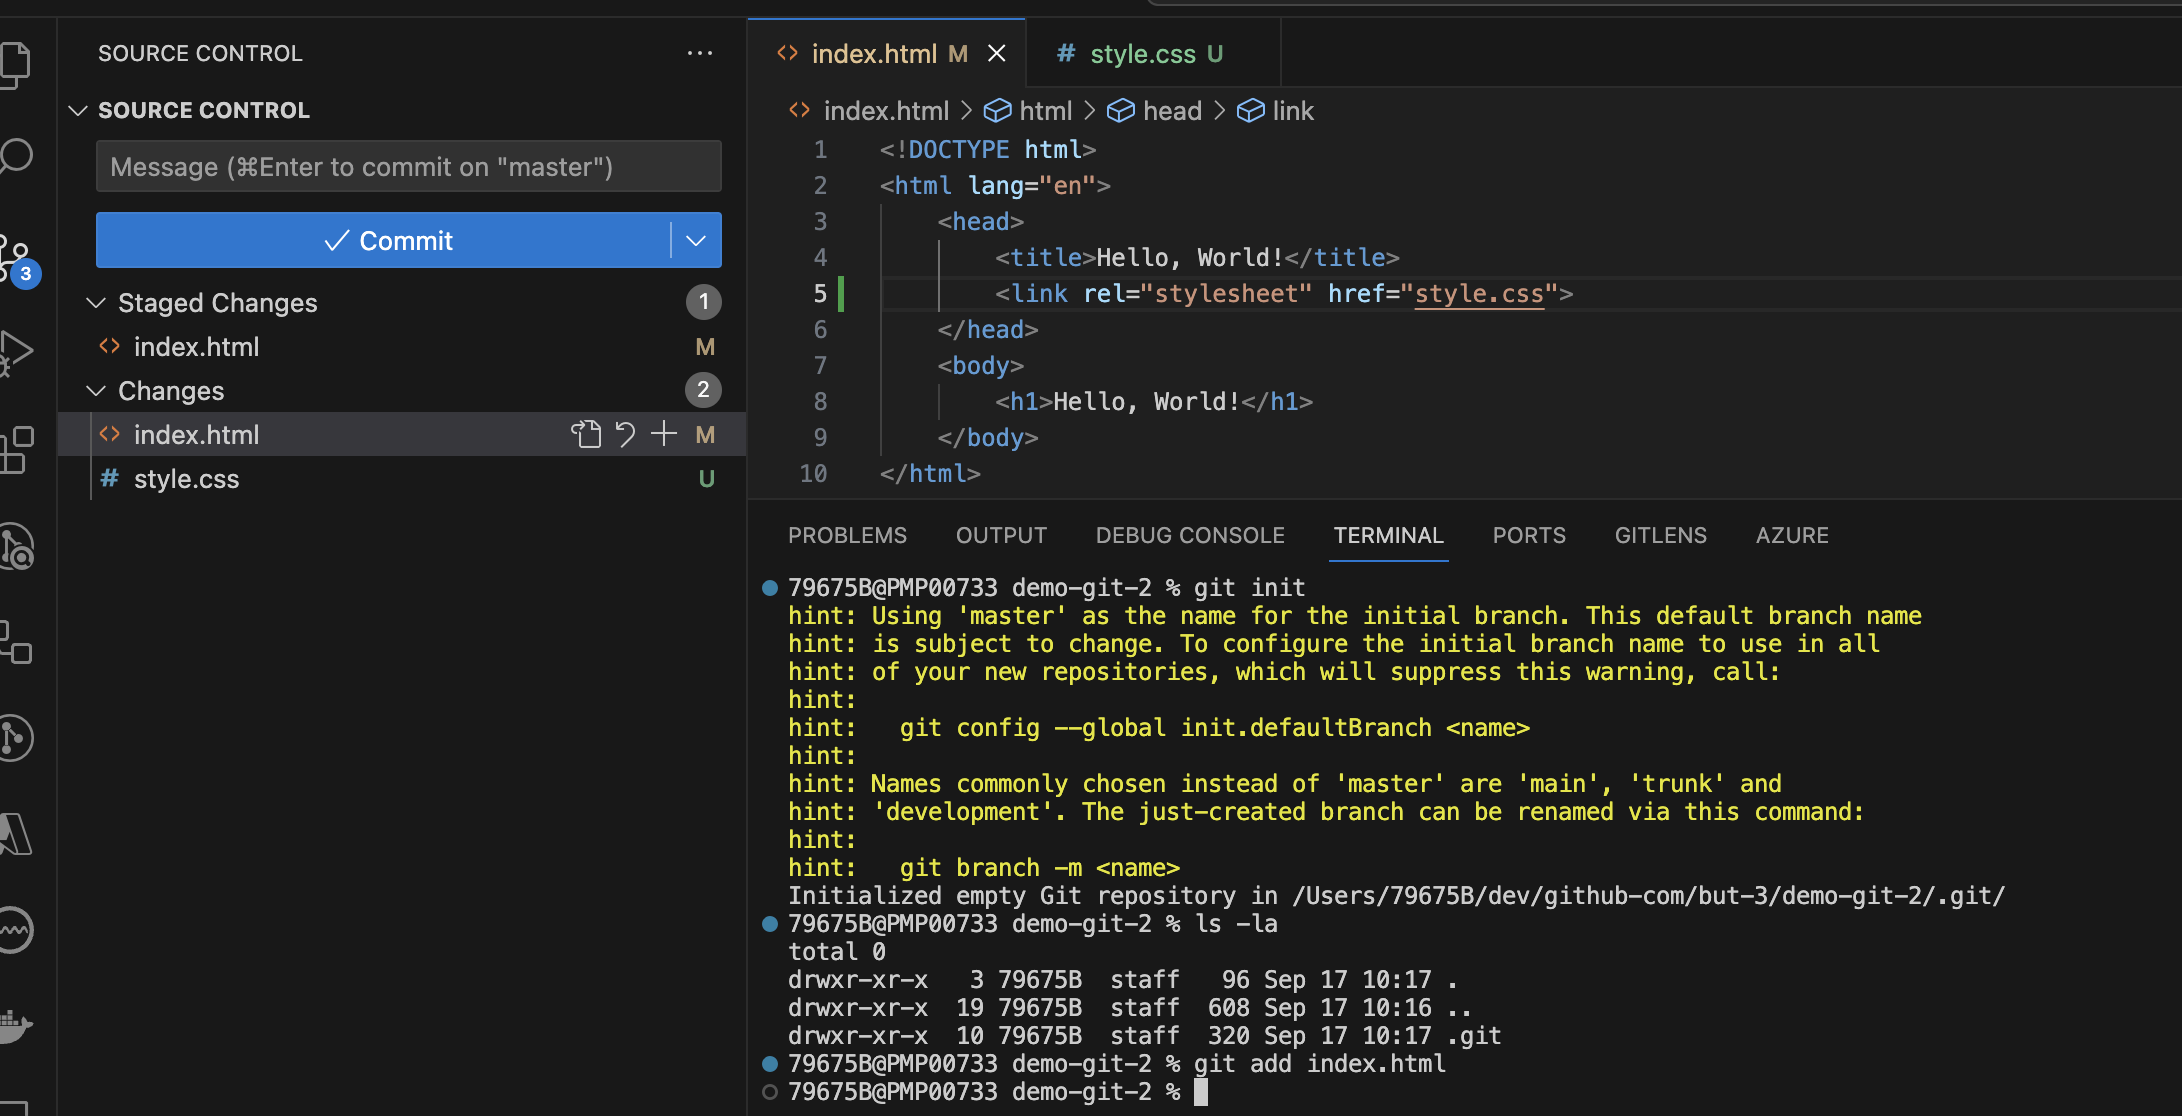 SOURCE CONTROL
SOURCE CONTROL
Message (⌘Enter to commit on "master")
Commit
3
Staged Changes 1
index.html M
Changes 2
index.html M
# style.css U
index.html M
# style.css U
index.html > html > head > link
1 <!DOCTYPE html>
2 <html lang="en">
3 <head>
4 <title>Hello, World!</title>
5 <link rel="stylesheet" href="style.css">
6 </head>
7 <body>
8 <h1>Hello, World!</h1>
9 </body>
10 </html>
PROBLEMS OUTPUT DEBUG CONSOLE TERMINAL PORTS GITLENS AZURE
79675B@PMP00733 demo-git-2 % git init
hint: Using 'master' as the name for the initial branch. This default branch name
hint: is subject to change. To configure the initial branch name to use in all
hint: of your new repositories, which will suppress this warning, call:
hint:
hint:   git config --global init.defaultBranch <name>
hint:
hint: Names commonly chosen instead of 'master' are 'main', 'trunk' and
hint: 'development'. The just-created branch can be renamed via this command:
hint:
hint:   git branch -m <name>
Initialized empty Git repository in /Users/79675B/dev/github-com/but-3/demo-git-2/.git/
79675B@PMP00733 demo-git-2 % ls -la
total 0
drwxr-xr-x   3 79675B  staff   96 Sep 17 10:17 .
drwxr-xr-x  19 79675B  staff  608 Sep 17 10:16 ..
drwxr-xr-x  10 79675B  staff  320 Sep 17 10:17 .git
79675B@PMP00733 demo-git-2 % git add index.html
79675B@PMP00733 demo-git-2 %